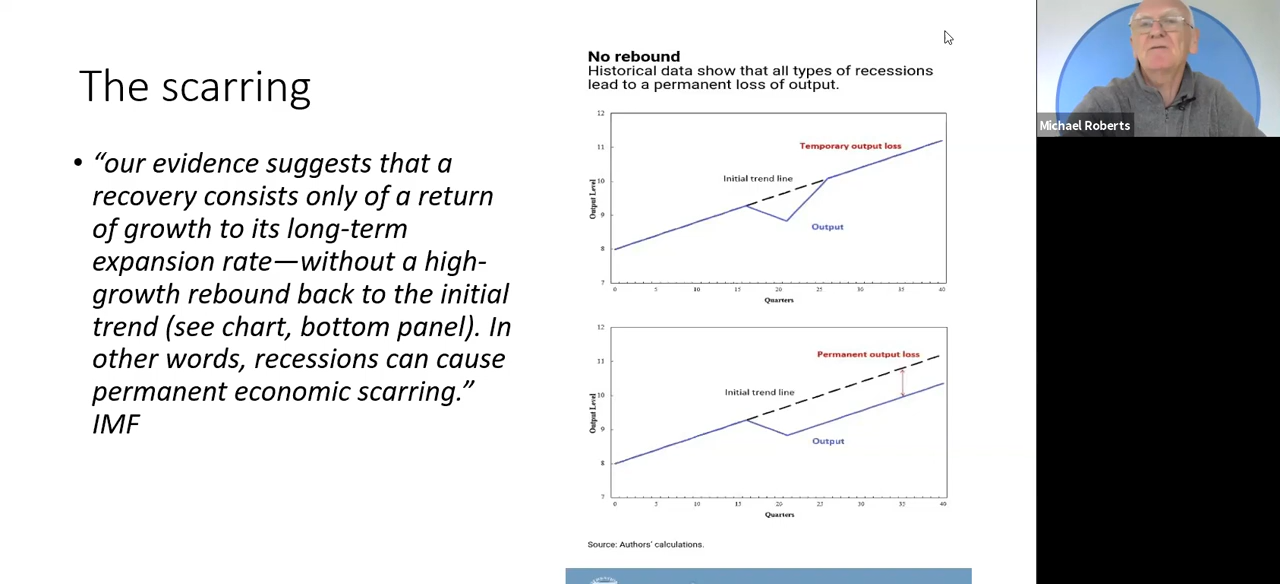 The scarring
• “our evidence suggests that a
recovery consists only of a return
of growth to its long-term
expansion rate—without a high-
growth rebound back to the initial
trend (see chart, bottom panel). In
other words, recessions can cause
permanent economic scarring.”
IMF
No rebound
Historical data show that all types of recessions
lead to a permanent loss of output.
12
11
10
9
8
7
Output Level
Temporary output loss
Initial trend line
Output
0 5 10 15 20 25 30 35 40
Quarters
12
11
10
9
8
7
Output Level
Permanent output loss
Initial trend line
Output
0 5 10 15 20 25 30 35 40
Quarters
Source: Authors’ calculations.
Michael Roberts